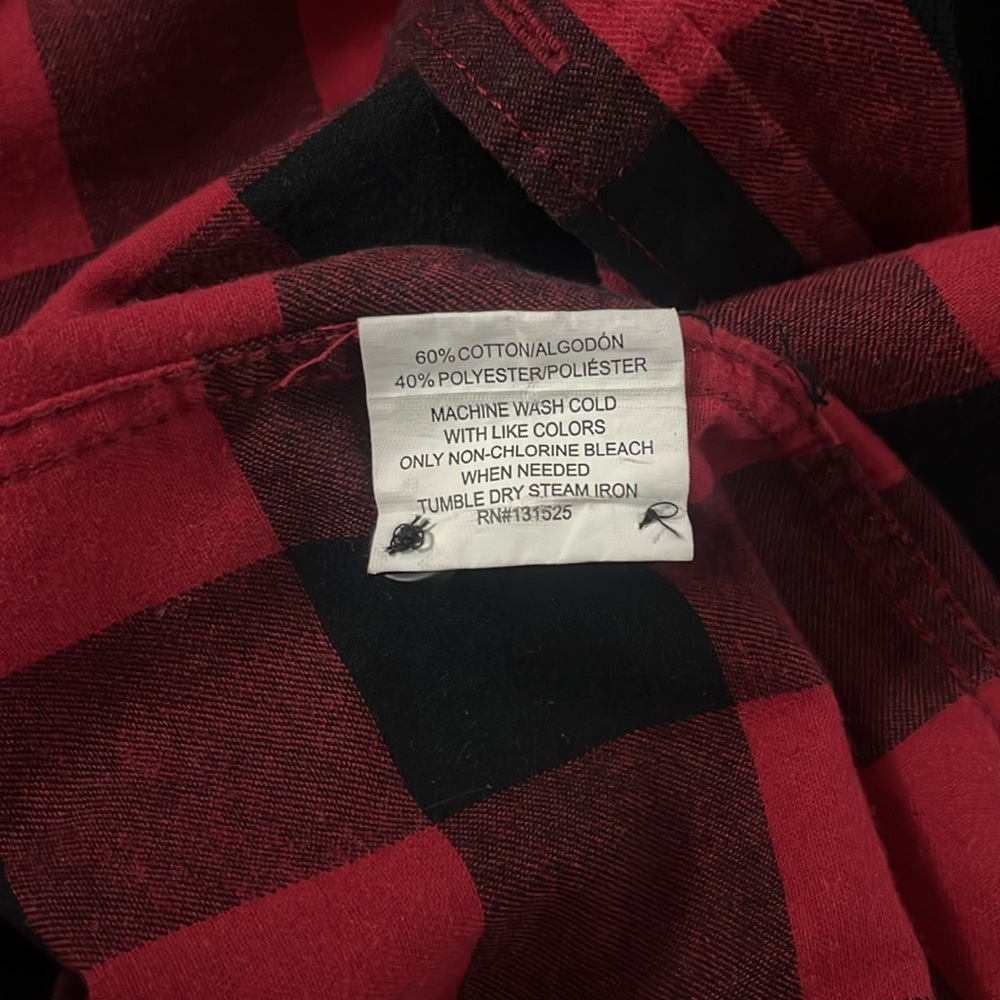 60% COTTON/ALGODÓN
40% POLYESTER/POLIÉSTER
MACHINE WASH COLD
WITH LIKE COLORS
ONLY NON-CHLORINE BLEACH
WHEN NEEDED
TUMBLE DRY STEAM IRON
RN#131525